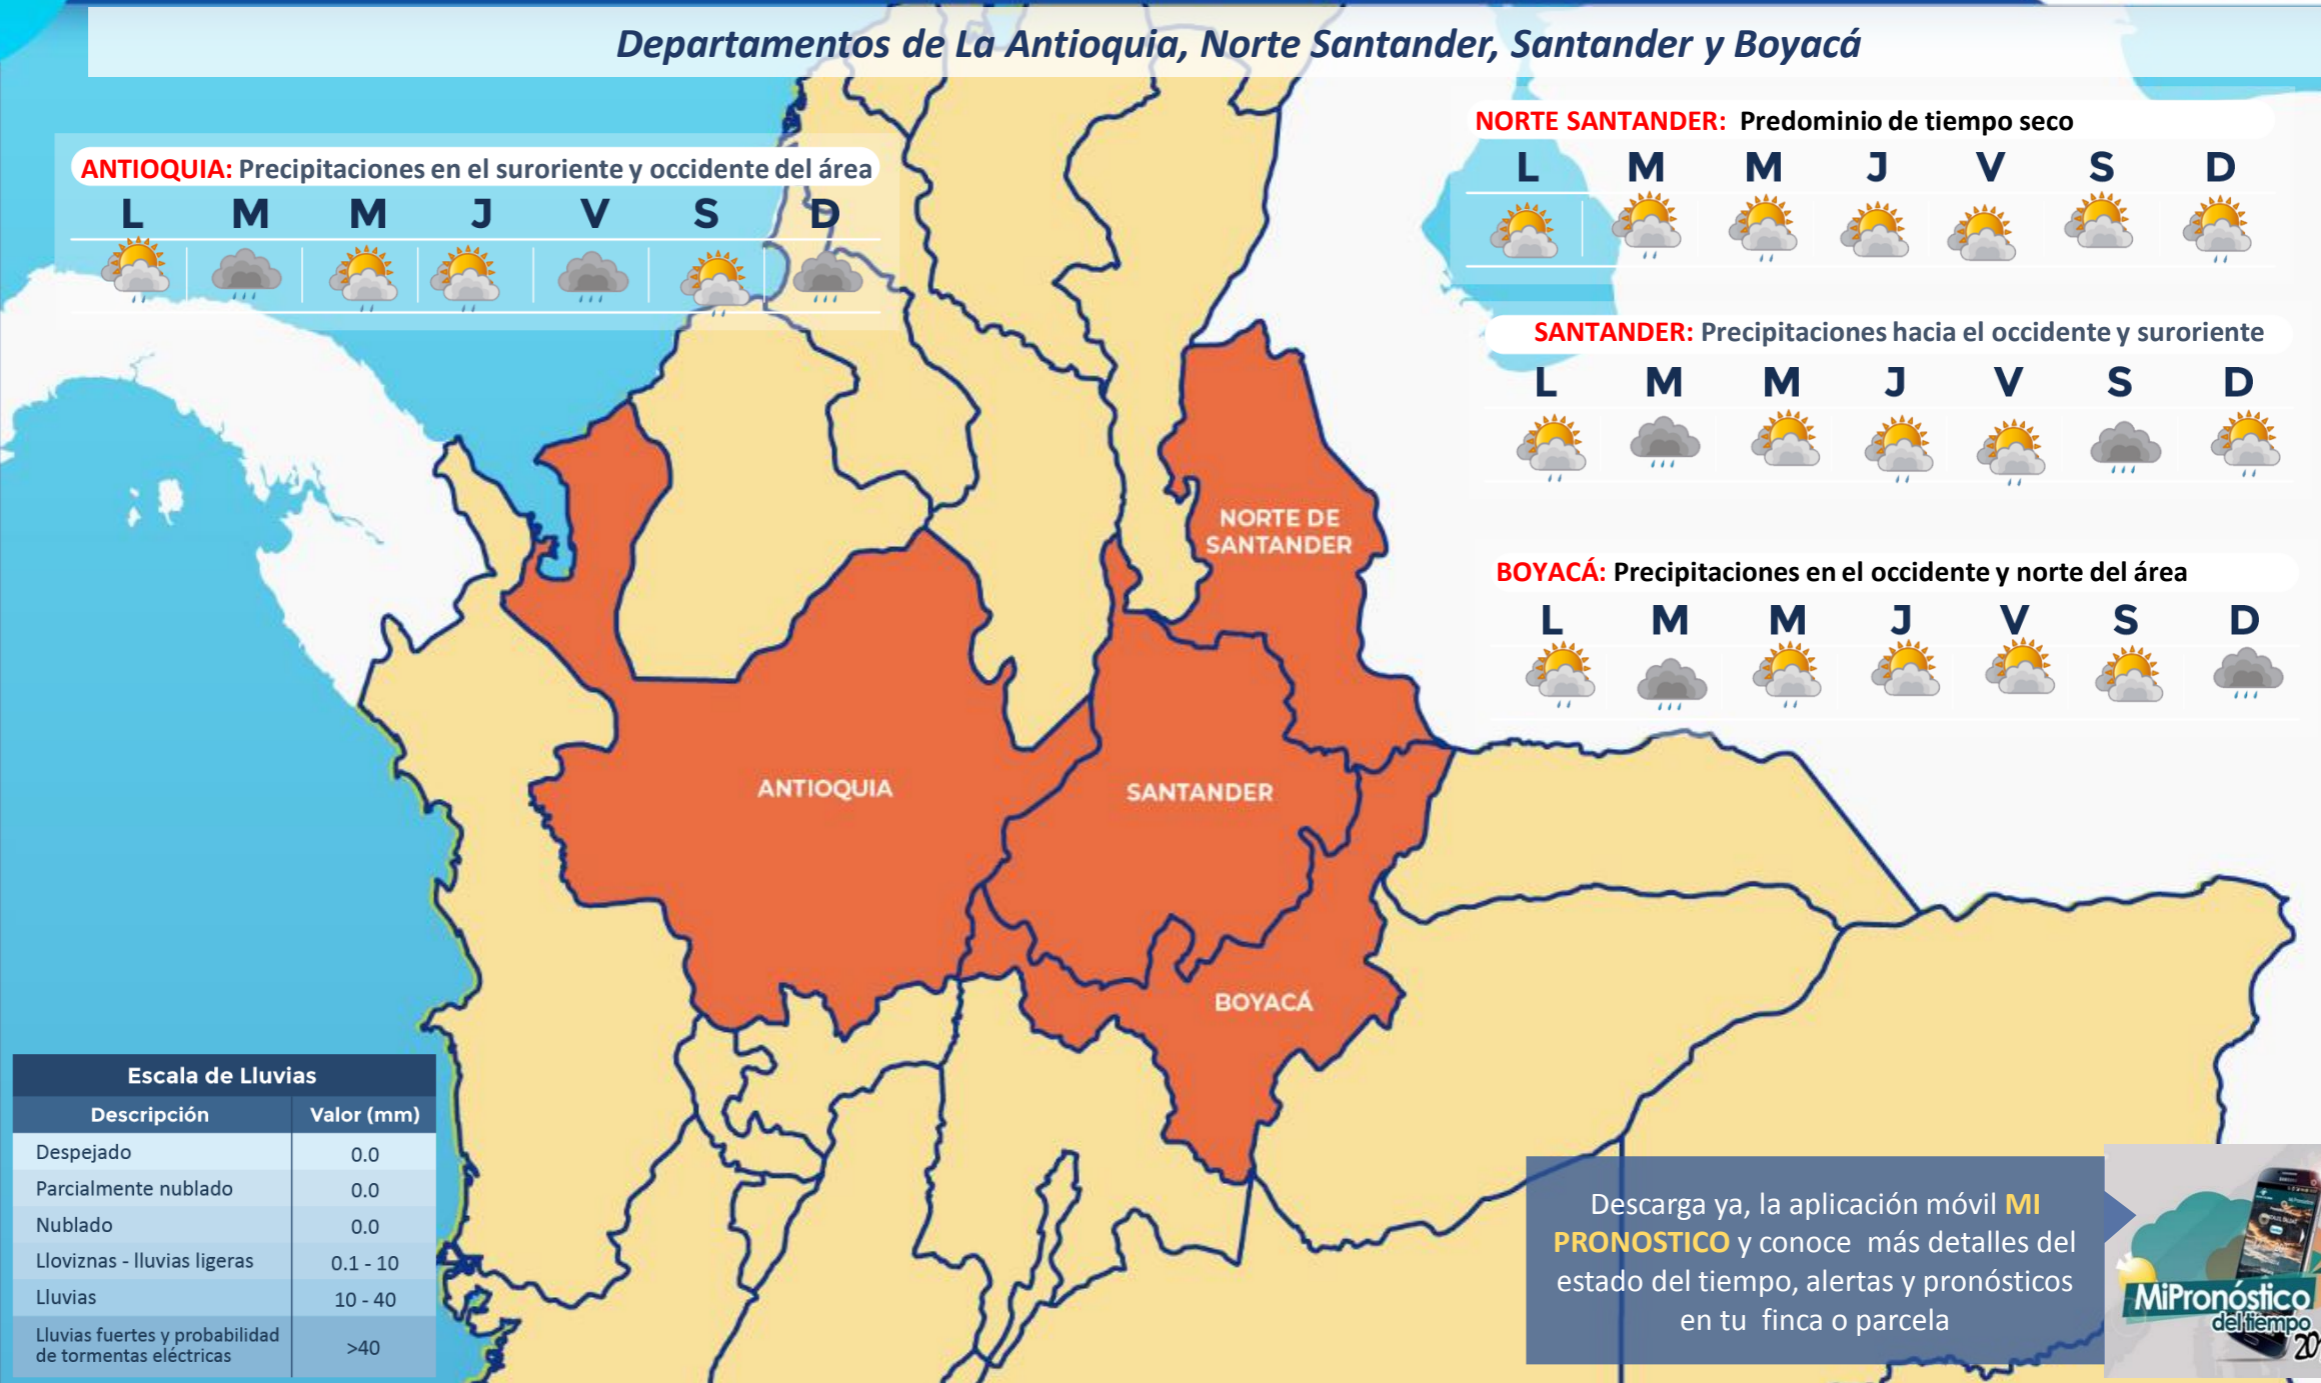 Departamentos de La Antioquia, Norte Santander, Santander y Boyacá
ANTIOQUIA: Precipitaciones en el suroriente y occidente del área
L M M J V S D
NORTE SANTANDER: Predominio de tiempo seco
L M M J V S D
SANTANDER: Precipitaciones hacia el occidente y suroriente
L M M J V S D
BOYACÁ: Precipitaciones en el occidente y norte del área
L M M J V S D
NORTE DE
SANTANDER
ANTIOQUIA
SANTANDER
BOYACÁ
Escala de Lluvias
Descripción Valor (mm)
Despejado 0.0
Parcialmente nublado 0.0
Nublado 0.0
Lloviznas - lluvias ligeras 0.1 - 10
Lluvias 10 - 40
Lluvias fuertes y probabilidad
de tormentas eléctricas >40
Descarga ya, la aplicación móvil MI
PRONOSTICO y conoce más detalles del
estado del tiempo, alertas y pronósticos
en tu finca o parcela
MiPronóstico
del tiempo